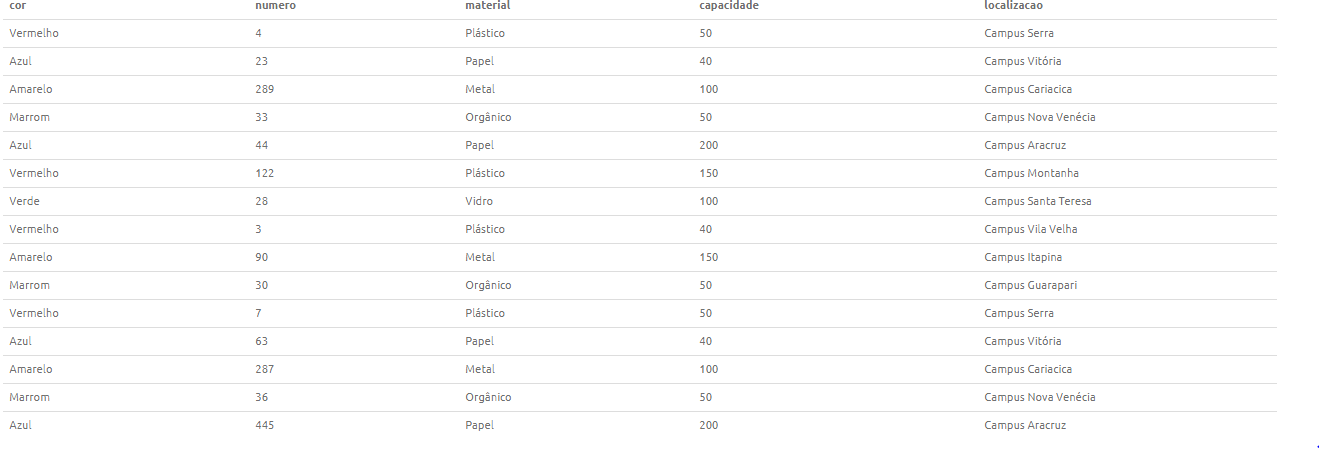 cor numero material capacidade localizacao
Vermelho 4 Plástico 50 Campus Serra
Azul 23 Papel 40 Campus Vitória
Amarelo 289 Metal 100 Campus Cariacica
Marrom 33 Orgânico 50 Campus Nova Venécia
Azul 44 Papel 200 Campus Aracruz
Vermelho 122 Plástico 150 Campus Montanha
Verde 28 Vidro 100 Campus Santa Teresa
Vermelho 3 Plástico 40 Campus Vila Velha
Amarelo 90 Metal 150 Campus Itapina
Marrom 30 Orgânico 50 Campus Guarapari
Vermelho 7 Plástico 50 Campus Serra
Azul 63 Papel 40 Campus Vitória
Amarelo 287 Metal 100 Campus Cariacica
Marrom 36 Orgânico 50 Campus Nova Venécia
Azul 445 Papel 200 Campus Aracruz